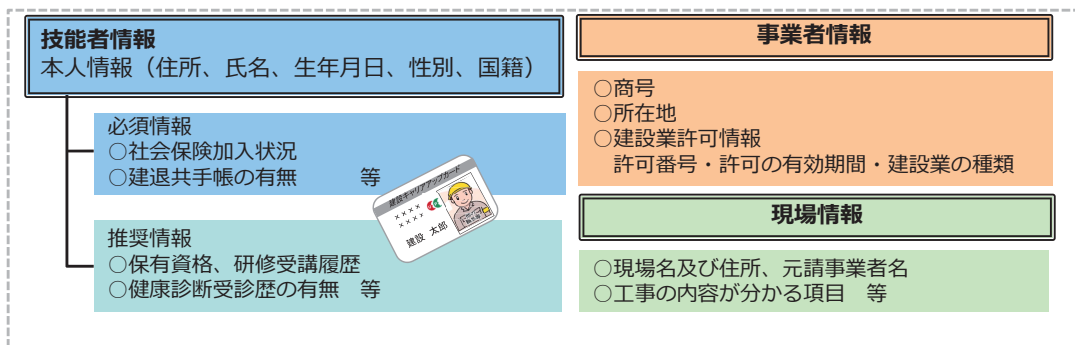 技能者情報
本人情報（住所、氏名、生年月日、性別、国籍）
必須情報
○社会保険加入状況
○建退共手帳の有無　　　等
推奨情報
○保有資格、研修受講履歴
○健康診断受診歴の有無　等
建設キャリアアップカード
××××
××××
建設 太郎
事業者情報
○商号
○所在地
○建設業許可情報
許可番号・許可の有効期間・建設業の種類
現場情報
○現場名及び住所、元請事業者名
○工事の内容が分かる項目　等